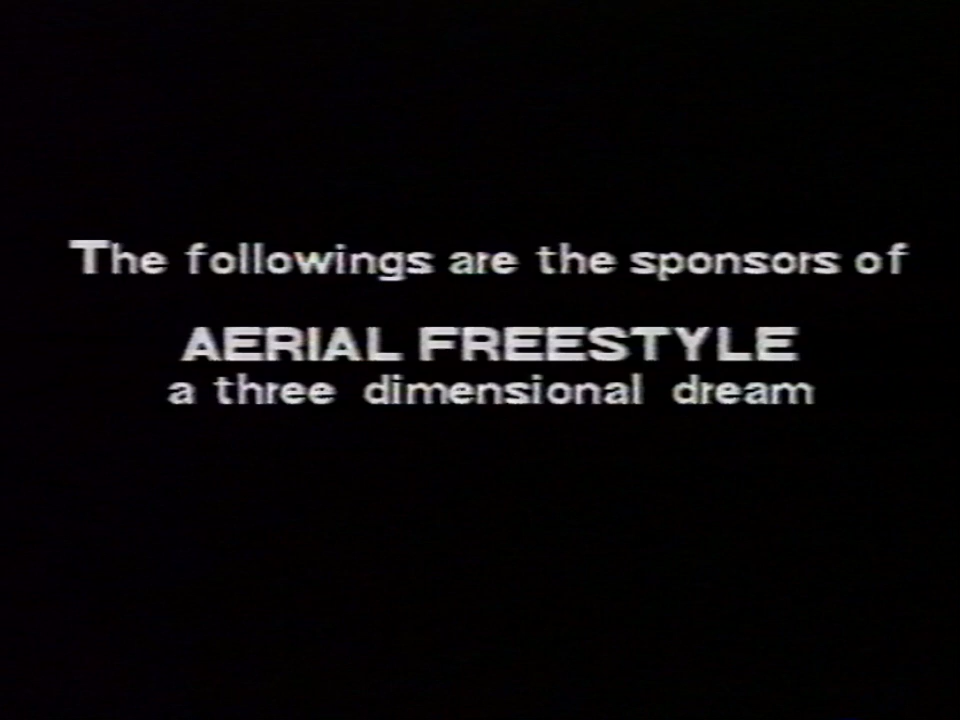 The followings are the sponsors of
AERIAL FREESTYLE
a three dimensional dream